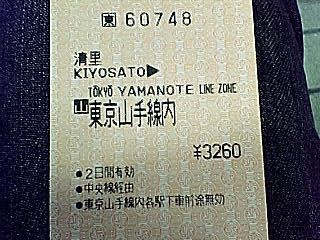 東 60748
清里
KIYOSATO▶
TŌKYŌ YAMANOTE LINE ZONE
山東京山手線内
¥3260
●2日間有効
●中央線経由
●東京山手線内各駅下車前途無効